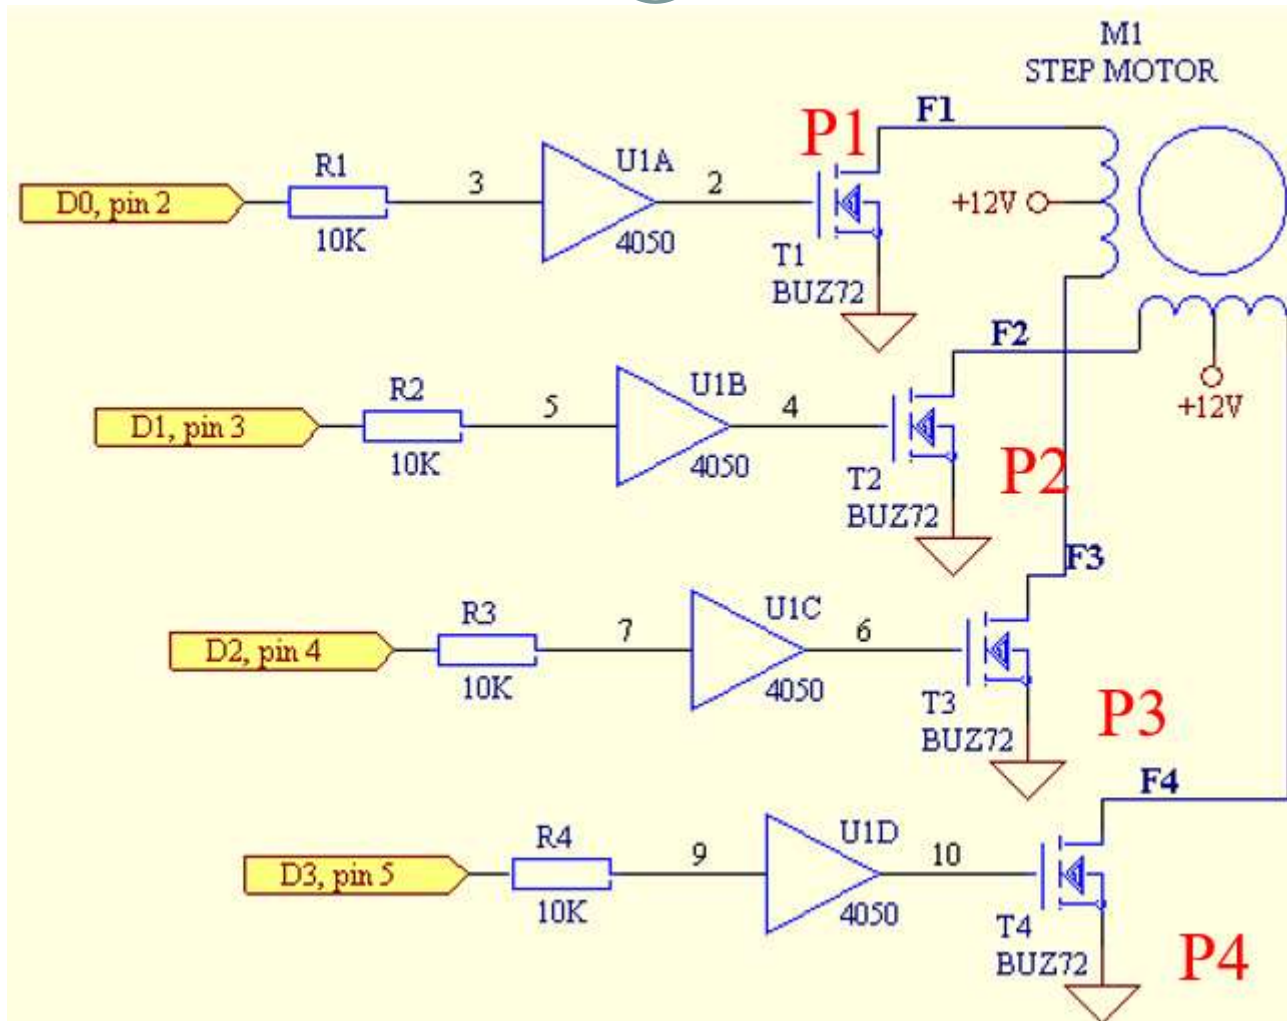 M1
STEP MOTOR
P1
F1
D0, pin 2
R1
10K
3
U1A
4050
2
T1
BUZ72
+12V
F2
+12V
D1, pin 3
R2
10K
5
U1B
4050
4
T2
BUZ72
P2
F3
D2, pin 4
R3
10K
7
U1C
4050
6
T3
BUZ72
P3
F4
D3, pin 5
R4
10K
9
U1D
4050
10
T4
BUZ72
P4